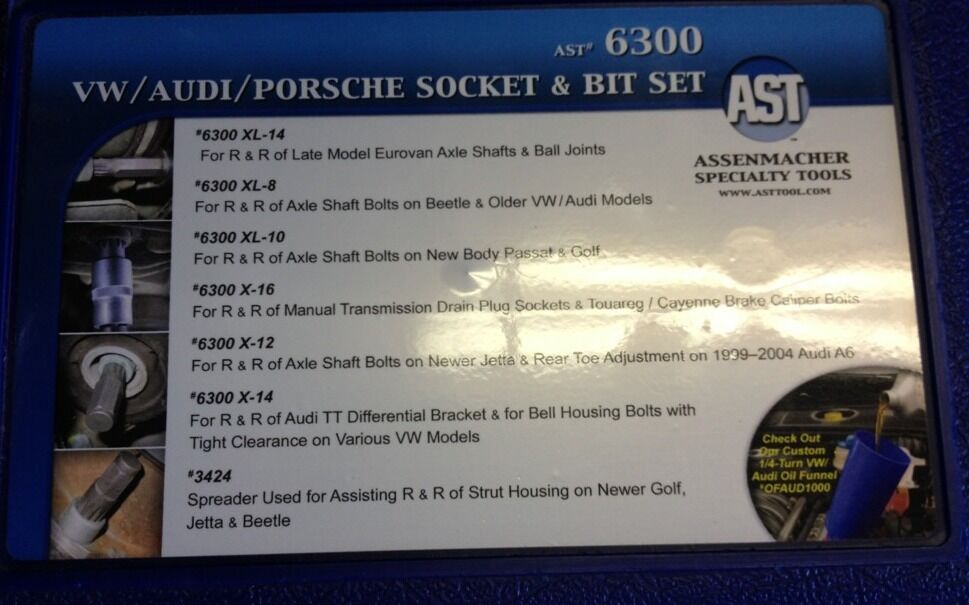 AST# 6300
VW/AUDI/PORSCHE SOCKET & BIT SET
AST
™
ASSENMACHER
SPECIALTY TOOLS
WWW.ASTTOOL.COM
#6300 XL-14
For R & R of Late Model Eurovan Axle Shafts & Ball Joints
#6300 XL-8
For R & R of Axle Shaft Bolts on Beetle & Older VW/Audi Models
#6300 XL-10
For R & R of Axle Shaft Bolts on New Body Passat & Golf
#6300 X-16
For R & R of Manual Transmission Drain Plug Sockets & Touareg / Cayenne Brake Caliper Bolts
#6300 X-12
For R & R of Axle Shaft Bolts on Newer Jetta & Rear Toe Adjustment on 1999–2004 Audi A6
#6300 X-14
For R & R of Audi TT Differential Bracket & for Bell Housing Bolts with
Tight Clearance on Various VW Models
#3424
Spreader Used for Assisting R & R of Strut Housing on Newer Golf,
Jetta & Beetle
Check Out
Our Custom
1/4-Turn VW/
Audi Oil Funnel
*OFAUD1000